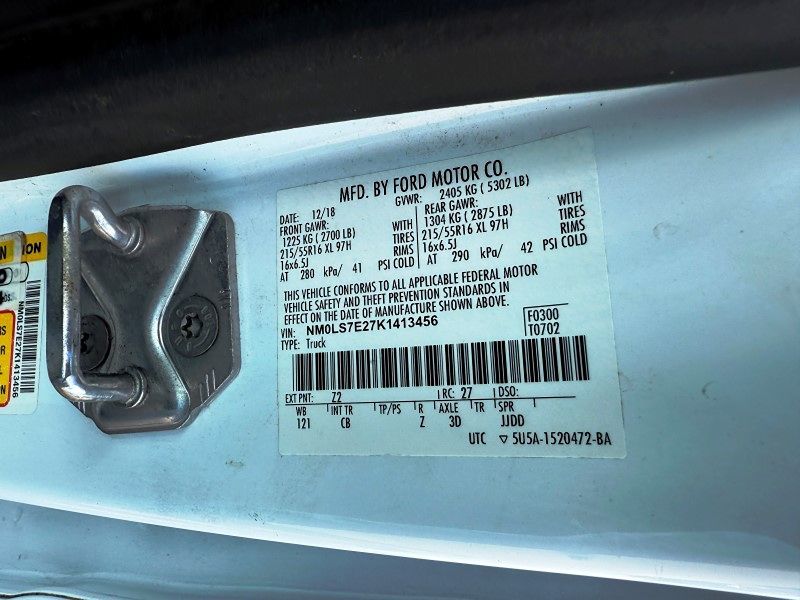 MFD. BY FORD MOTOR CO.
DATE: 12/18 GVWR: 2405 KG ( 5302 LB)
FRONT GAWR: REAR GAWR:
1225 KG ( 2700 LB) WITH 1304 KG ( 2875 LB) WITH
215/55R16 XL 97H TIRES 215/55R16 XL 97H TIRES
16x6.5J RIMS 16x6.5J RIMS
AT 280 kPa/ 41 PSI COLD AT 290 kPa/ 42 PSI COLD
THIS VEHICLE CONFORMS TO ALL APPLICABLE FEDERAL MOTOR
VEHICLE SAFETY AND THEFT PREVENTION STANDARDS IN
EFFECT ON THE DATE OF MANUFACTURE SHOWN ABOVE.
VIN: NM0LS7E27K1413456 F0300
TYPE: Truck T0702
EXT PNT: Z2 RC: 27 DSO:
WB INT TR TP/PS R AXLE TR SPR
121 CB Z 3D JJDD
UTC ▽ 5U5A-1520472-BA
NM0LS7E27K1413456
ION